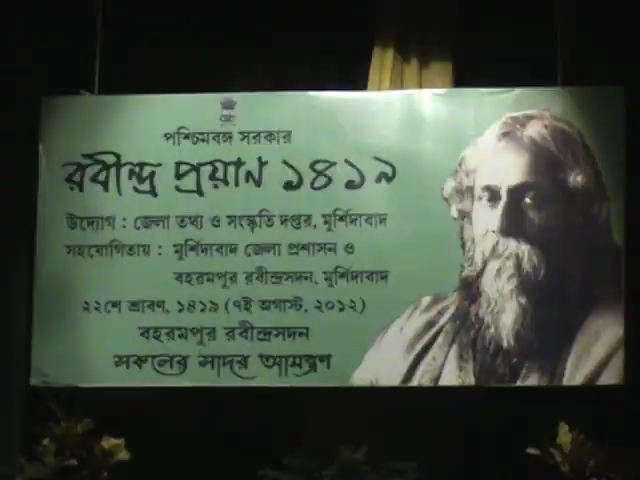 পশ্চিমবঙ্গ সরকার
রবীন্দ্র প্রয়াণ ১৪১৯
উদ্যোগ : জেলা তথ্য ও সংস্কৃতি দপ্তর, মুর্শিদাবাদ
সহযোগিতায় : মুর্শিদাবাদ জেলা প্রশাসন ও
বহরমপুর রবীন্দ্রসদন, মুর্শিদাবাদ
২২শে শ্রাবণ, ১৪১৯ (৭ই অগাস্ট, ২০১২)
বহরমপুর রবীন্দ্রসদন
সকলের সাদর আমন্ত্রণ